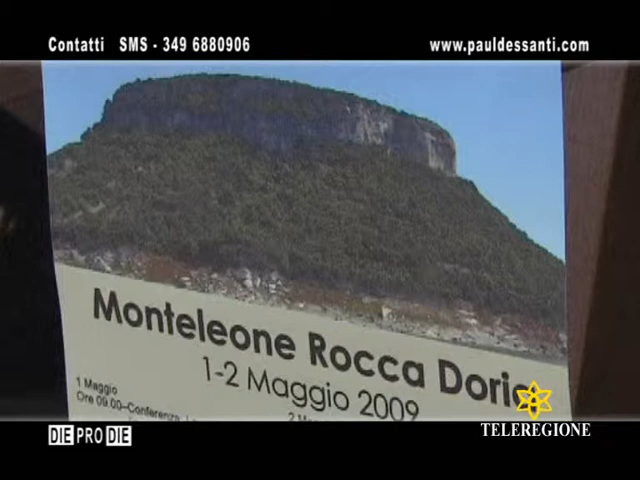 Contatti SMS - 349 6880906
www.pauldessanti.com
Monteleone Rocca Doria
1-2 Maggio 2009
1 Maggio
Ore 09.00-Conferenza
DIE PRO DIE
TELEREGIONE